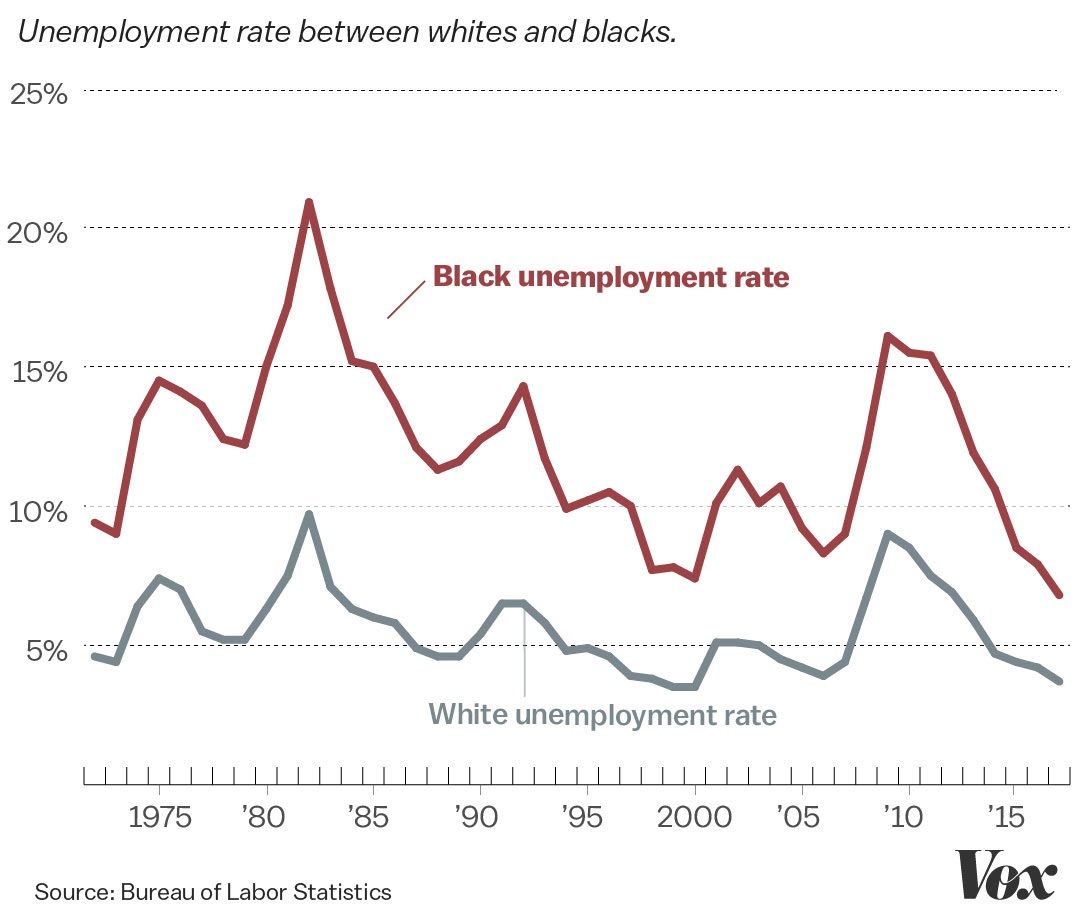 Unemployment rate between whites and blacks.
25%
20%
Black unemployment rate
15%
10%
5%
White unemployment rate
1975 ’80 ’85 ’90 ’95 2000 ’05 ’10 ’15
Source: Bureau of Labor Statistics
Vox